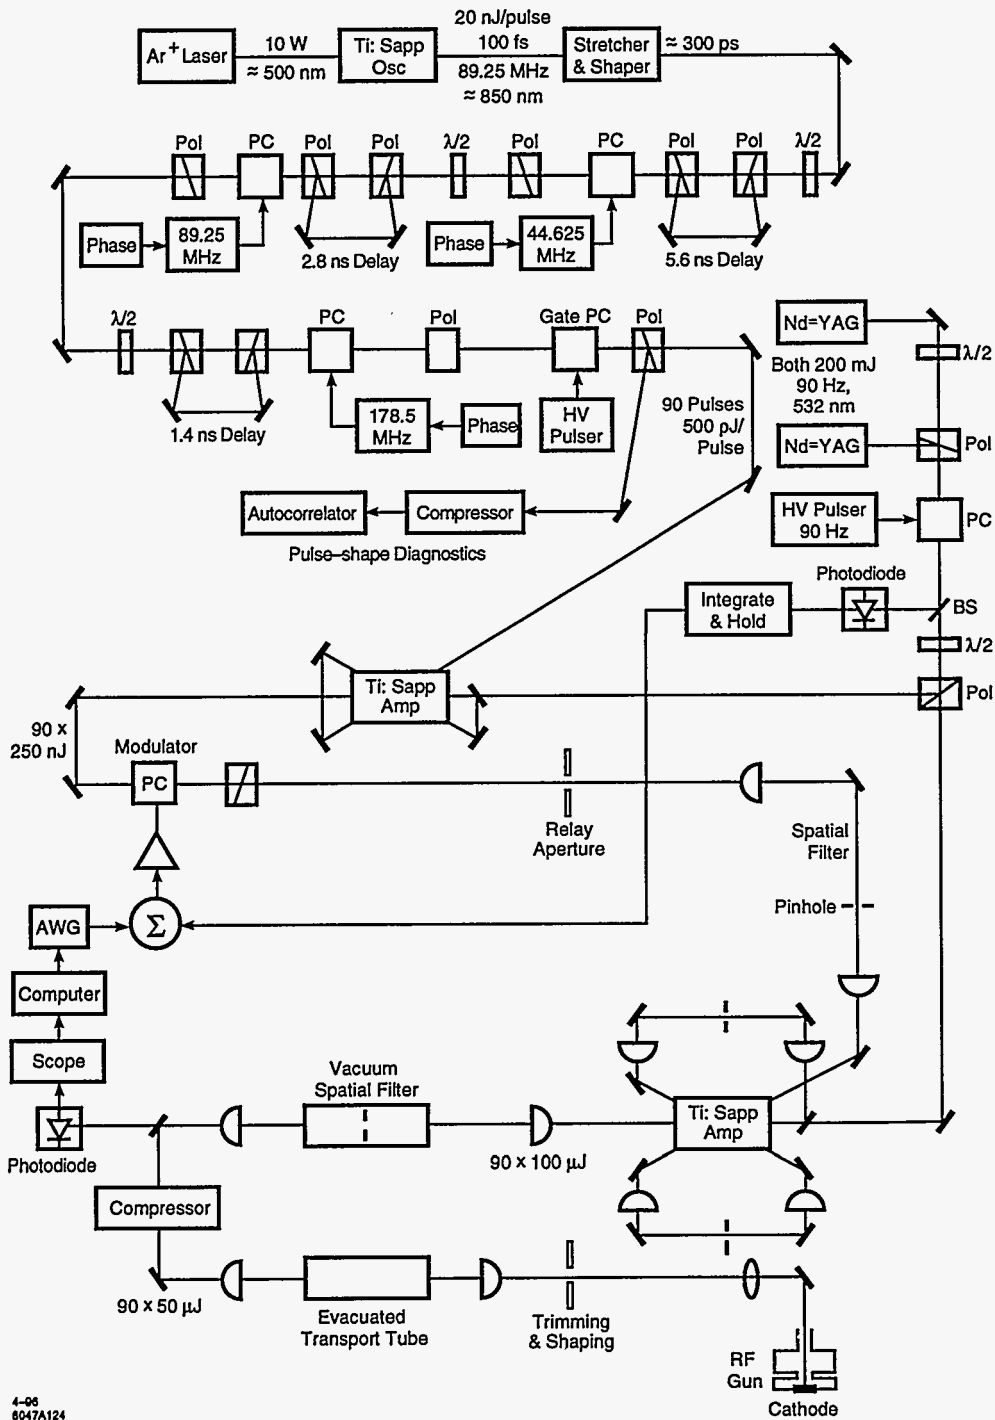 20 nJ/pulse
Ar+ Laser
10 W
≈ 500 nm
Ti: Sapp
Osc
100 fs
89.25 MHz
≈ 850 nm
Stretcher
& Shaper
≈ 300 ps
Pol
PC
Pol
Pol
λ/2
Pol
PC
Pol
Pol
λ/2
Phase
89.25
MHz
2.8 ns Delay
Phase
44.625
MHz
5.6 ns Delay
λ/2
PC
Pol
Gate PC
Pol
Nd=YAG
λ/2
Both 200 mJ
90 Hz,
532 nm
1.4 ns Delay
178.5
MHz
Phase
HV
Pulser
90 Pulses
500 pJ/
Pulse
Nd=YAG
Pol
Autocorrelator
Compressor
Pulse–shape Diagnostics
HV Pulser
90 Hz
PC
Photodiode
Integrate
& Hold
BS
λ/2
Ti: Sapp
Amp
Pol
90 x
250 nJ
Modulator
PC
Relay
Aperture
Spatial
Filter
Pinhole
AWG
Σ
Computer
Scope
Vacuum
Spatial Filter
Ti: Sapp
Amp
Photodiode
90 x 100 μJ
Compressor
90 x 50 μJ
Evacuated
Transport Tube
Trimming
& Shaping
RF
Gun
Cathode
4–96
8047A124